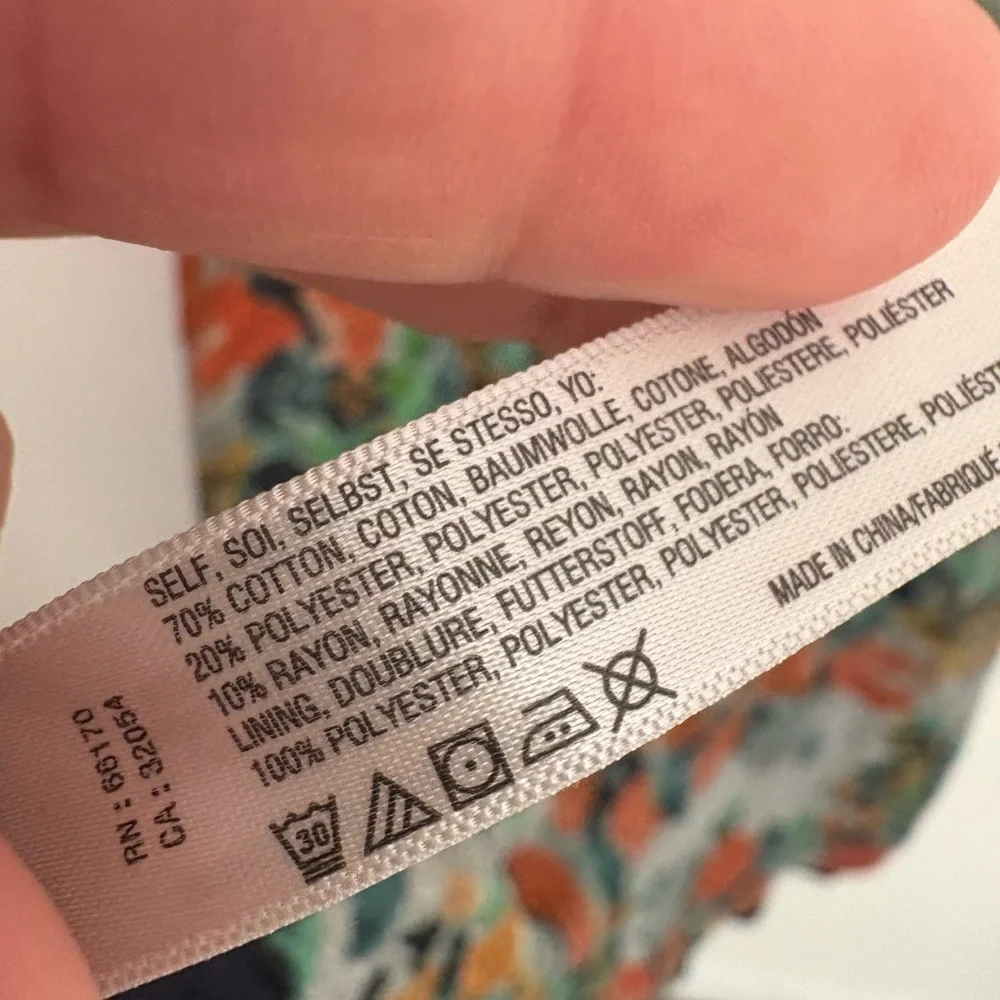 SELF, SOI, SELBST, SE STESSO, YO:
70% COTTON, COTON, BAUMWOLLE, COTONE, ALGODÓN
20% POLYESTER, POLYESTER, POLYESTER, POLIESTERE, POLIÉSTER
10% RAYON, RAYONNE, REYON, RAYON, RAYÓN
LINING, DOUBLURE, FUTTERSTOFF, FODERA, FORRO:
100% POLYESTER, POLYESTER, POLYESTER, POLIESTERE,
MADE IN CHINA/FABRIQUÉ
30
RN : 66170
CA : 32054